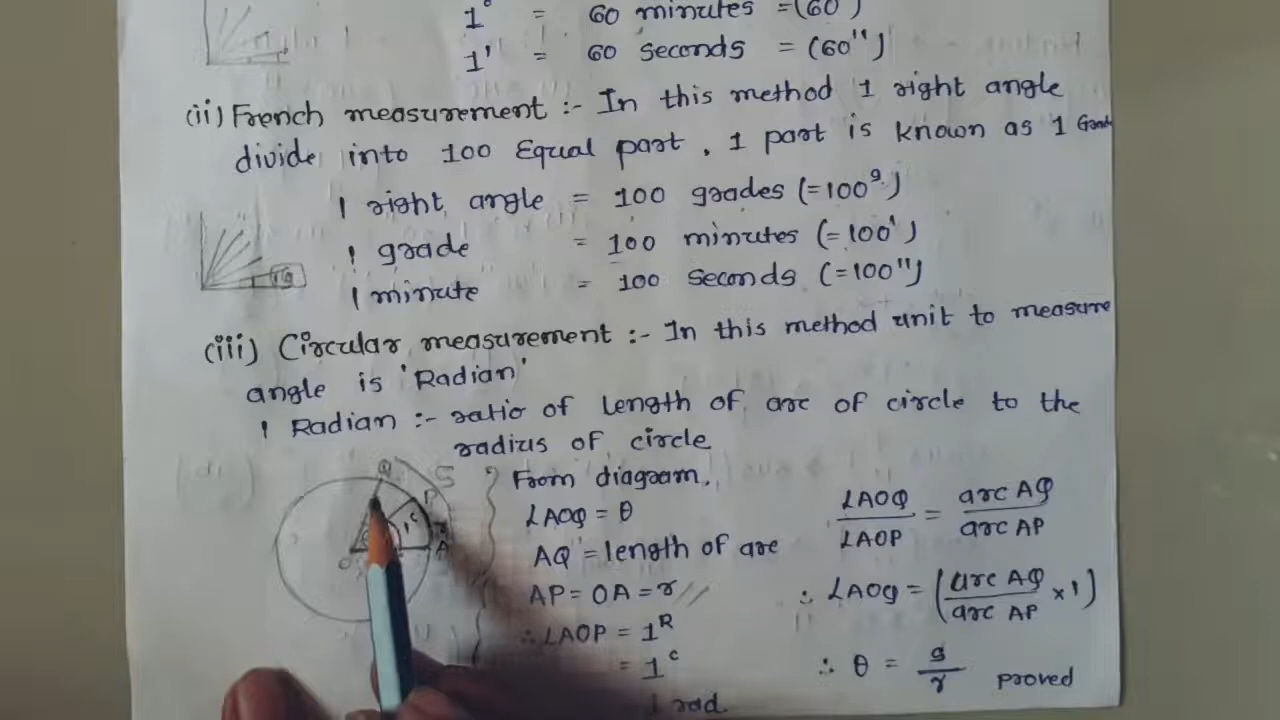 1° = 60 minutes = (60')
1' = 60 seconds = (60'')
(ii) French measurement :- In this method 1 right angle
divide into 100 Equal part, 1 part is known as 1 Grade
1 right angle = 100 grades (=100ᵍ)
1 grade = 100 minutes (=100')
1 minute = 100 seconds (=100'')
1g
(iii) Circular measurement :- In this method unit to measure
angle is 'Radian'
1 Radian :- ratio of length of arc of circle to the
radius of circle
Q S P 1ᶜ r A O
From diagram,
∠AOQ = θ
AQ = length of arc
AP = OA = r //
∴ ∠AOP = 1ᴿ
= 1ᶜ
1 rad.
∠AOQ / ∠AOP = arc AQ / arc AP
∴ ∠AOQ = (arc AQ / arc AP × 1)
∴ θ = s / r proved